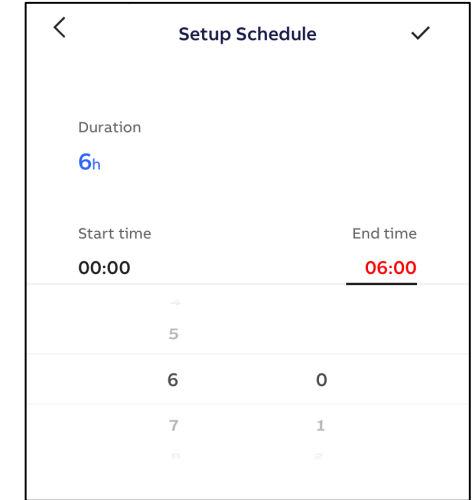 Setup Schedule
Duration
6h
Start time End time
00:00 06:00
5
6 0
7 1